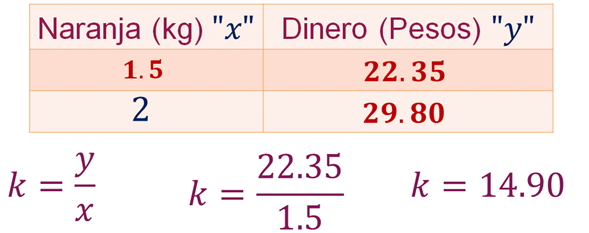 Naranja (kg) "x" Dinero (Pesos) "y"
1.5 22.35
2 29.80
k = y/x k = 22.35/1.5 k = 14.90